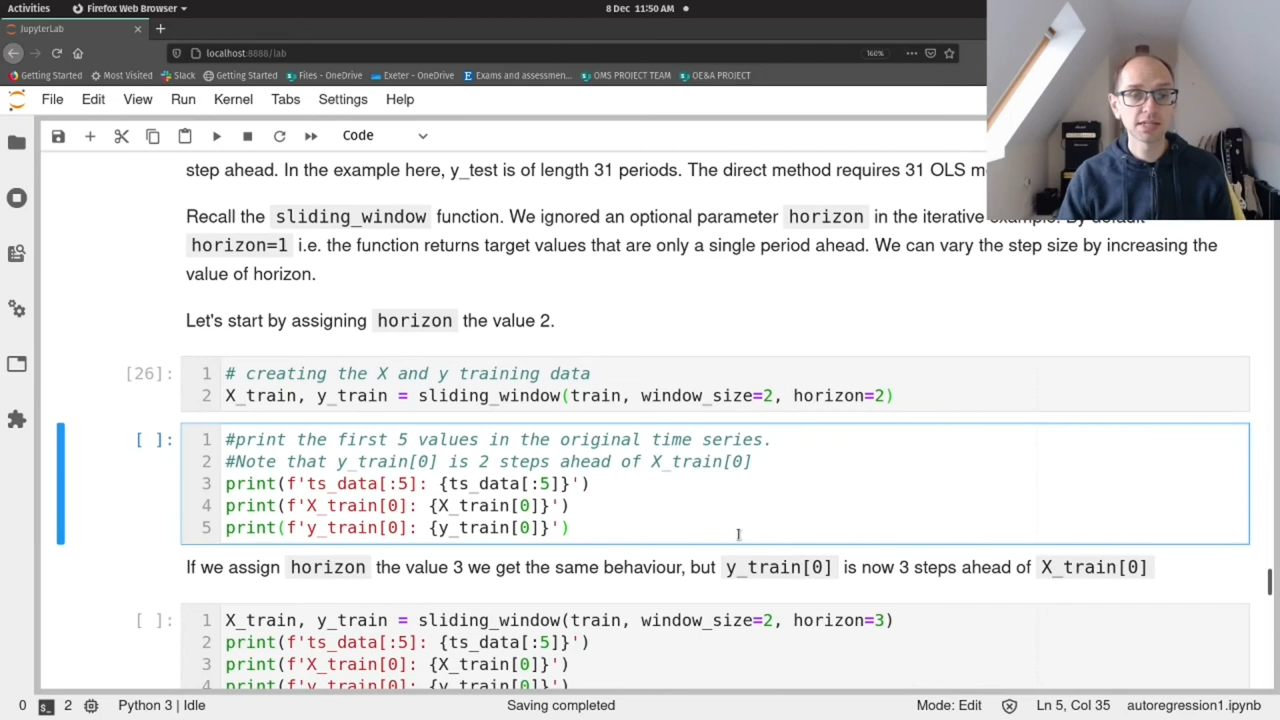 Activities
Firefox Web Browser
8 Dec 11:50 AM
JupyterLab
localhost:8888/lab
160%
Getting Started
Most Visited
Slack
Getting Started
Files - OneDrive
Exeter - OneDrive
Exams and assessmen...
OMS PROJECT TEAM
OE&A PROJECT
File Edit View Run Kernel Tabs Settings Help
Code
step ahead. In the example here, y_test is of length 31 periods. The direct method requires 31 OLS
Recall the sliding_window function. We ignored an optional parameter horizon in the iterative example. By default
horizon=1 i.e. the function returns target values that are only a single period ahead. We can vary the step size by increasing the
value of horizon.
Let's start by assigning horizon the value 2.
[26]:
1 # creating the X and y training data
2 X_train, y_train = sliding_window(train, window_size=2, horizon=2)
[ ]:
1 #print the first 5 values in the original time series.
2 #Note that y_train[0] is 2 steps ahead of X_train[0]
3 print(f'ts_data[:5]: {ts_data[:5]}')
4 print(f'X_train[0]: {X_train[0]}')
5 print(f'y_train[0]: {y_train[0]}')
If we assign horizon the value 3 we get the same behaviour, but y_train[0] is now 3 steps ahead of X_train[0]
[ ]:
1 X_train, y_train = sliding_window(train, window_size=2, horizon=3)
2 print(f'ts_data[:5]: {ts_data[:5]}')
3 print(f'X_train[0]: {X_train[0]}')
4 print(f'y_train[0]: {y_train[0]}')
0
2
Python 3 | Idle
Saving completed
Mode: Edit
Ln 5, Col 35
autoregression1.ipynb